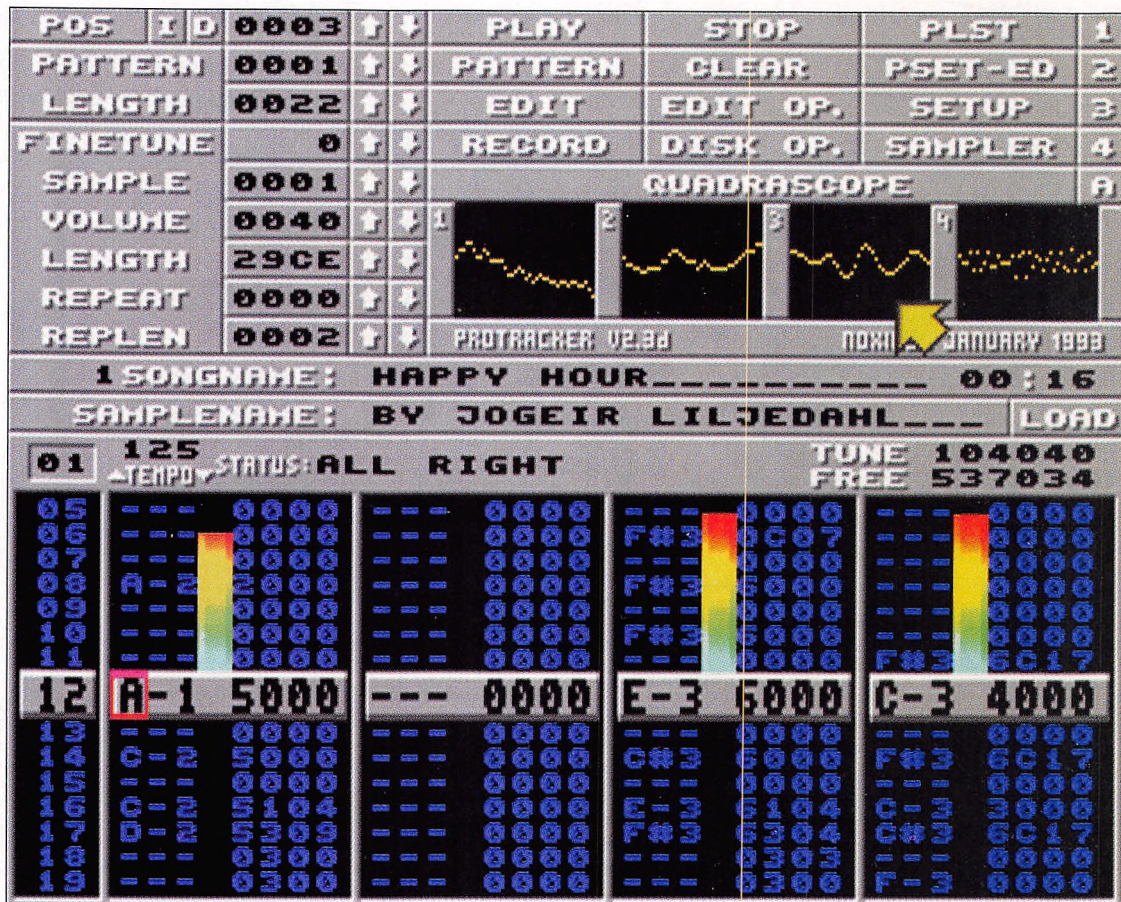 POS I D 0003 PLAY STOP PLST 1
PATTERN 0001 PATTERN CLEAR PSET-ED 2
LENGTH 0022 EDIT EDIT OP. SETUP 3
FINETUNE 0 RECORD DISK OP. SAMPLER 4
SAMPLE 0001 QUADRASCOPE A
VOLUME 0040 1 2 3 4
LENGTH 29CE
REPEAT 0000
REPLEN 0002 PROTRACKER V2.3d JANUARY 1993
1 SONGNAME: HAPPY HOUR___________ 00:16
SAMPLENAME: BY JOGEIR LILJEDAHL___ LOAD
01 125 TEMPO STATUS: ALL RIGHT TUNE 104040
FREE 537034
05 --- 0000 --- 0000 --- 0000 --- 0000
06 --- 0000 --- 0000 F#3 0C07 --- 0000
07 --- 0000 --- 0000 --- 0000 --- 0000
08 A-2 2000 --- 0000 F#3 0000 --- 0000
09 --- 0000 --- 0000 --- 0000 --- 0000
10 --- 0000 --- 0000 F#3 0000 --- 0000
11 --- 0000 --- 0000 --- 0000 F#3 6C17
12 A-1 5000 --- 0000 E-3 6000 C-3 4000
13 --- 0000 --- 0000 --- 0000 --- 0000
14 C-2 5000 --- 0000 C#3 0000 F#3 6C17
15 --- 0000 --- 0000 --- 0000 --- 0000
16 C-2 5104 --- 0000 E-3 6104 C-3 3000
17 D-2 5309 --- 0000 F#3 6304 C#3 6C17
18 --- 0300 --- 0000 --- 0303 --- 0000
19 --- 0300 --- 0000 --- 0300 F-3 0000